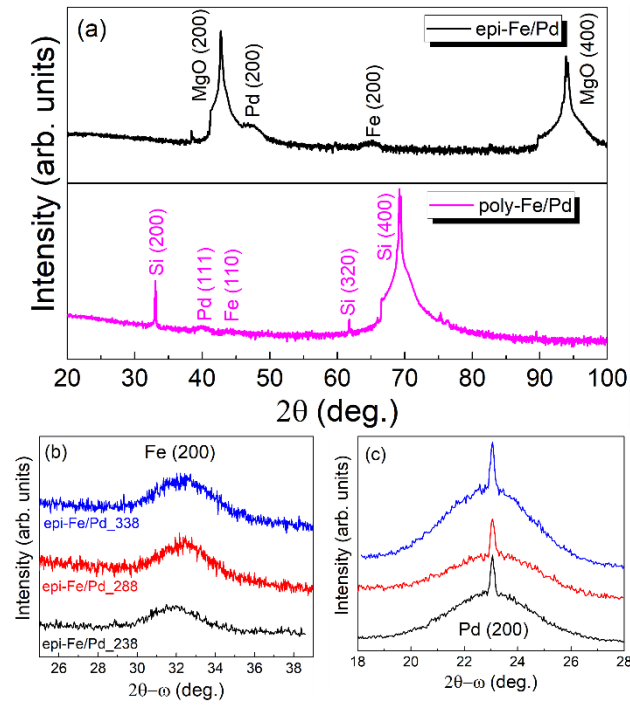 (a)
epi-Fe/Pd
MgO (200)
Pd (200)
Fe (200)
MgO (400)
Intensity (arb. units)
poly-Fe/Pd
Si (200)
Pd (111)
Fe (110)
Si (320)
Si (400)
Intensity (arb. units)
20 30 40 50 60 70 80 90 100
2θ (deg.)
(b)
Fe (200)
epi-Fe/Pd_338
epi-Fe/Pd_288
epi-Fe/Pd_238
Intensity (arb. units)
26 28 30 32 34 36 38
2θ-ω (deg.)
(c)
Pd (200)
Intensity (arb. units)
18 20 22 24 26 28
2θ-ω (deg.)